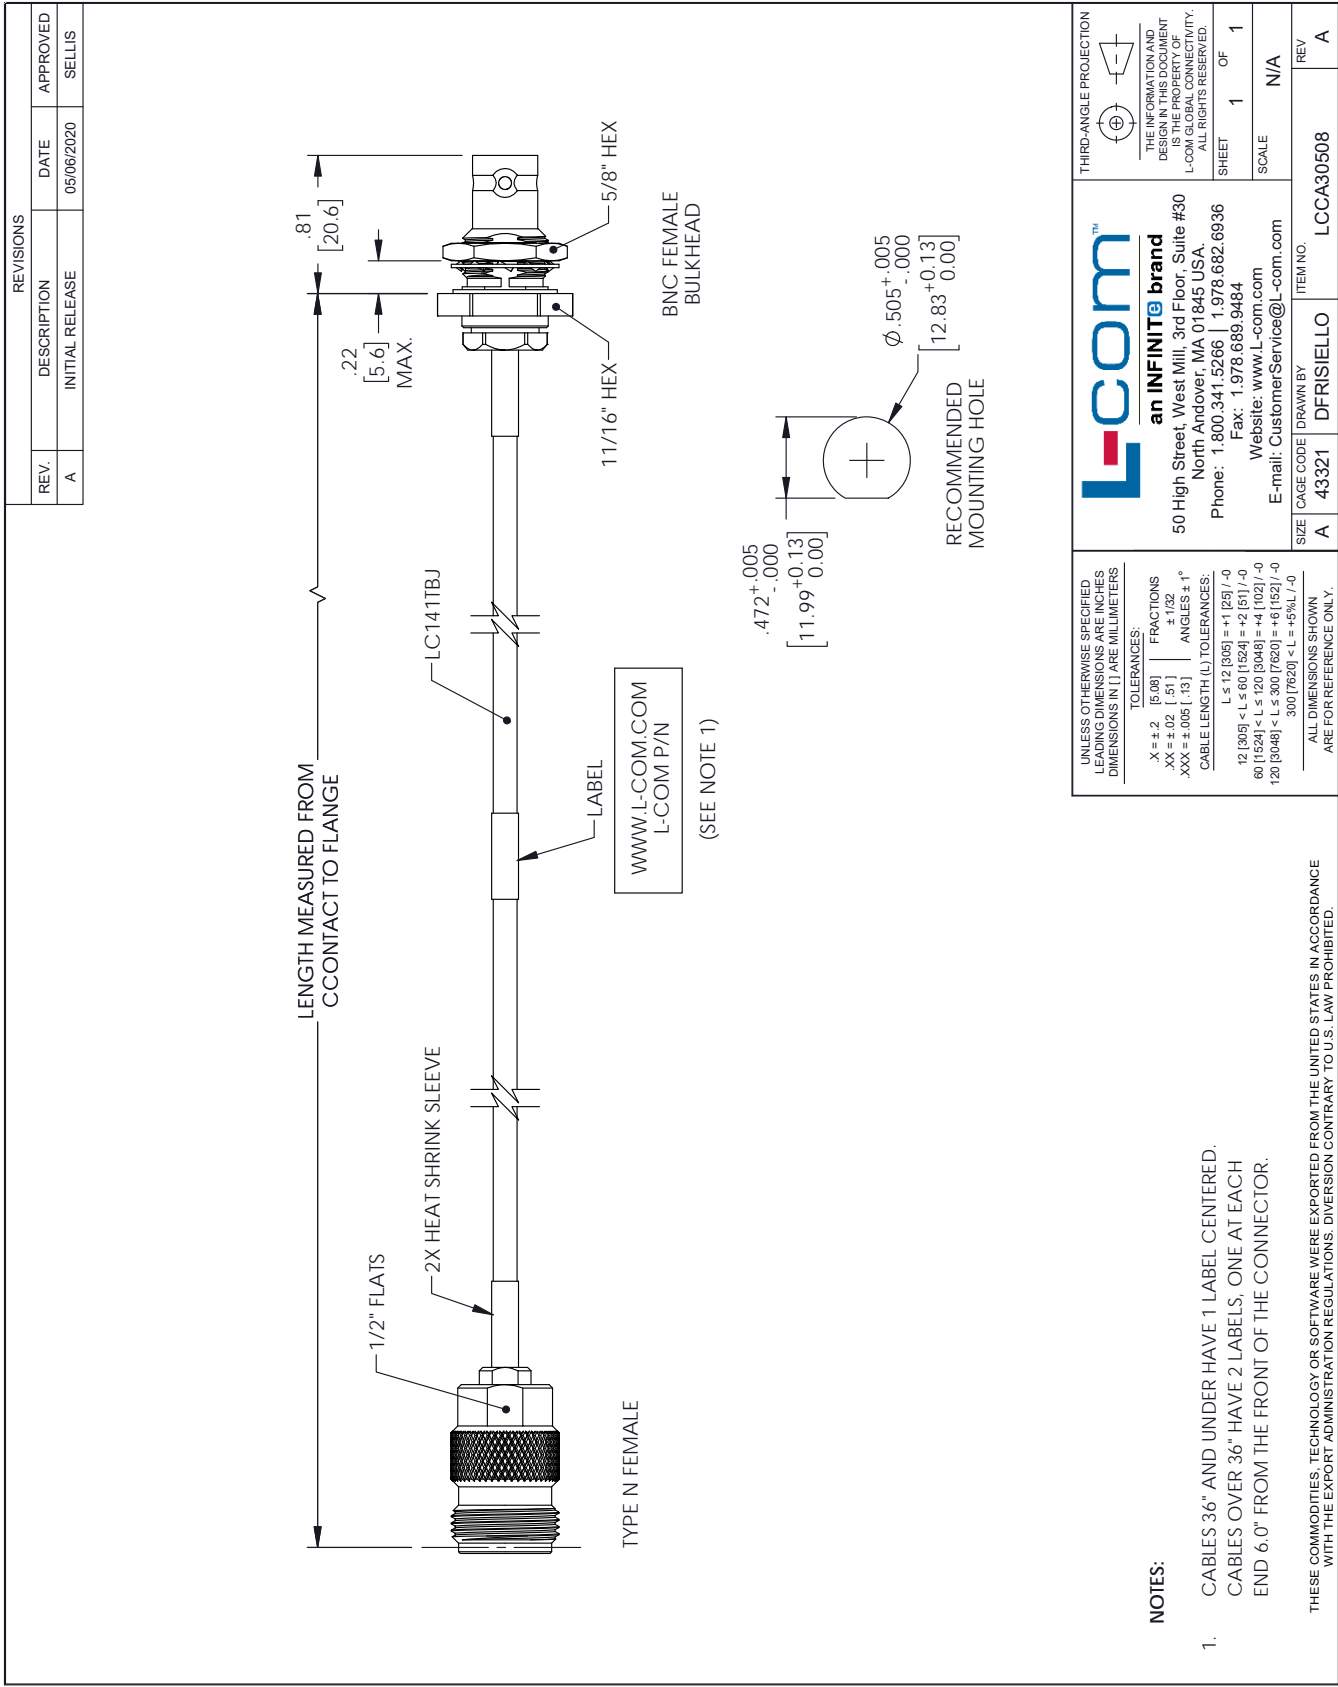 REVISIONS
REV. DESCRIPTION DATE APPROVED
A INITIAL RELEASE 05/06/2020 SELLIS
LENGTH MEASURED FROM
CCONTACT TO FLANGE
.81
[20.6]
.22
[5.6]
MAX.
1/2" FLATS
2X HEAT SHRINK SLEEVE
LC141TBJ
LABEL
WWW.L-COM.COM
L-COM P/N
(SEE NOTE 1)
11/16" HEX
5/8" HEX
TYPE N FEMALE
BNC FEMALE
BULKHEAD
.472 +.005
-.000
[11.99 +0.13
0.00]
Ø.505 +.005
-.000
[12.83 +0.13
0.00]
RECOMMENDED
MOUNTING HOLE
NOTES:
1. CABLES 36" AND UNDER HAVE 1 LABEL CENTERED.
CABLES OVER 36" HAVE 2 LABELS, ONE AT EACH
END 6.0" FROM THE FRONT OF THE CONNECTOR.
THESE COMMODITIES, TECHNOLOGY OR SOFTWARE WERE EXPORTED FROM THE UNITED STATES IN ACCORDANCE
WITH THE EXPORT ADMINISTRATION REGULATIONS. DIVERSION CONTRARY TO U.S. LAW PROHIBITED.
UNLESS OTHERWISE SPECIFIED
LEADING DIMENSIONS ARE INCHES
DIMENSIONS IN [ ] ARE MILLIMETERS
TOLERANCES:
.X = ±.2 [5.08] FRACTIONS
.XX = ±.02 [.51] ± 1/32
.XXX = ±.005 [.13] ANGLES ± 1°
CABLE LENGTH (L) TOLERANCES:
L ≤ 12 [305] = +1 [25] / -0
12 [305] < L ≤ 60 [1524] = +2 [51] / -0
60 [1524] < L ≤ 120 [3048] = +4 [102] / -0
120 [3048] < L ≤ 300 [7620] = +6 [152] / -0
300 [7620] < L = +5%L / -0
ALL DIMENSIONS SHOWN
ARE FOR REFERENCE ONLY.
L-com™
an INFINITe brand
50 High Street, West Mill, 3rd Floor, Suite #30
North Andover, MA 01845 USA.
Phone: 1.800.341.5266 | 1.978.682.6936
Fax: 1.978.689.9484
Website: www.L-com.com
E-mail: CustomerService@L-com.com
THIRD-ANGLE PROJECTION
THE INFORMATION AND
DESIGN IN THIS DOCUMENT
IS THE PROPERTY OF
L-COM GLOBAL CONNECTIVITY.
ALL RIGHTS RESERVED.
SHEET 1 OF 1
SCALE N/A
SIZE A
CAGE CODE 43321
DRAWN BY DFRISIELLO
ITEM NO. LCCA30508
REV A